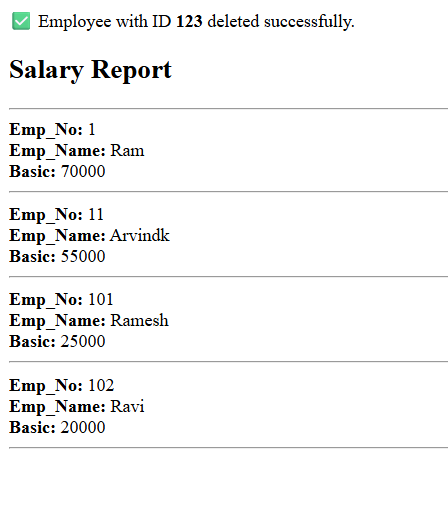 ✅ Employee with ID 123 deleted successfully.
Salary Report
Emp_No: 1
Emp_Name: Ram
Basic: 70000
Emp_No: 11
Emp_Name: Arvindk
Basic: 55000
Emp_No: 101
Emp_Name: Ramesh
Basic: 25000
Emp_No: 102
Emp_Name: Ravi
Basic: 20000